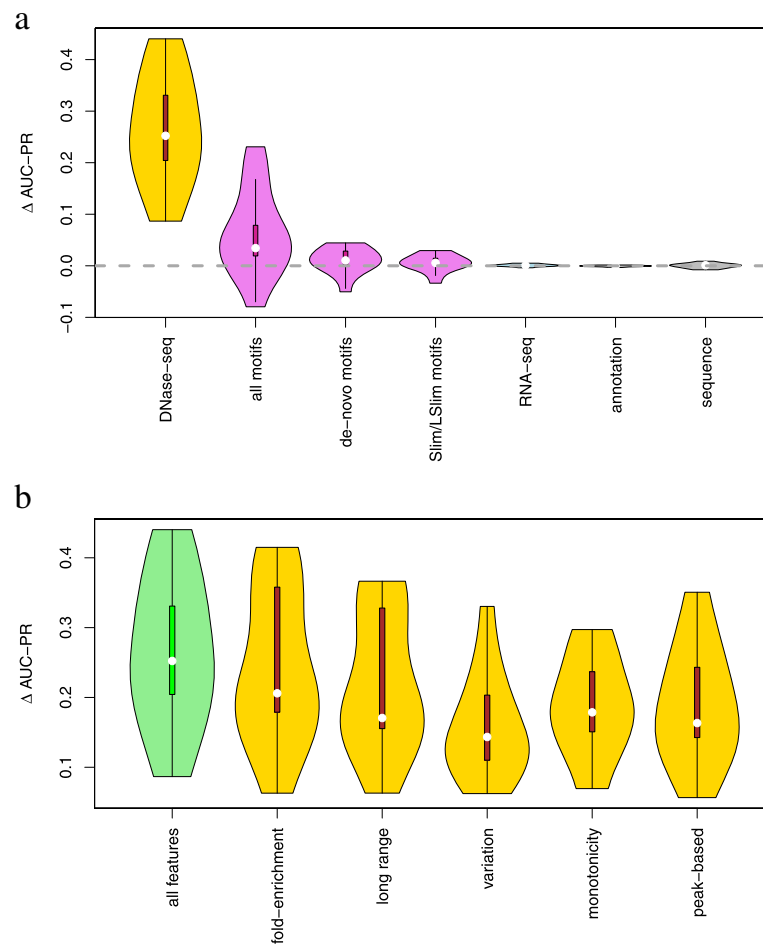 a
Δ AUC−PR
0.4
0.3
0.2
0.1
0.0
−0.1
DNase−seq
all motifs
de−novo motifs
Slim/LSlim motifs
RNA−seq
annotation
sequence
b
Δ AUC−PR
0.4
0.3
0.2
0.1
all features
fold−enrichment
long range
variation
monotonicity
peak−based